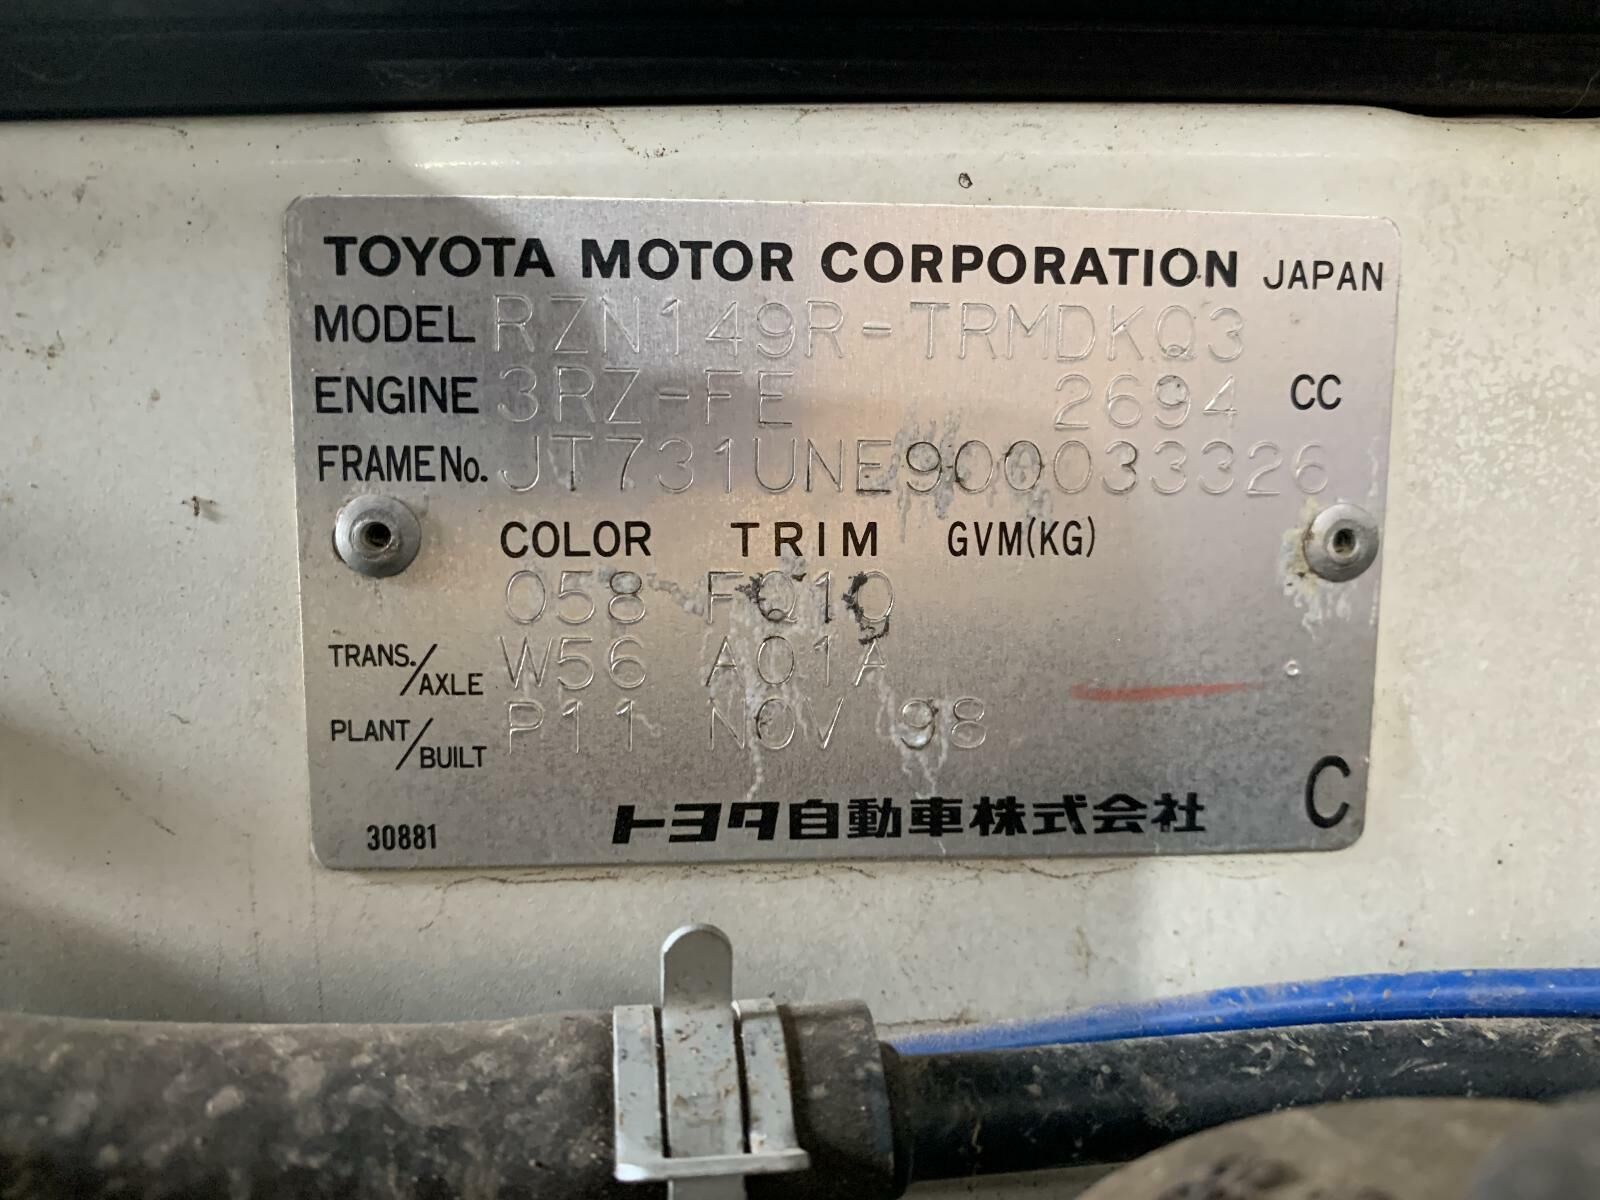 TOYOTA MOTOR CORPORATION JAPAN
MODEL RZN149R-TRMDKQ3
ENGINE 3RZ-FE 2694 CC
FRAME No. JT731UNE900033326
COLOR TRIM GVM(KG)
058 FQ10
TRANS./AXLE W56 A01A
PLANT/BUILT P11 NOV 98
30881 トヨタ自動車株式会社 C